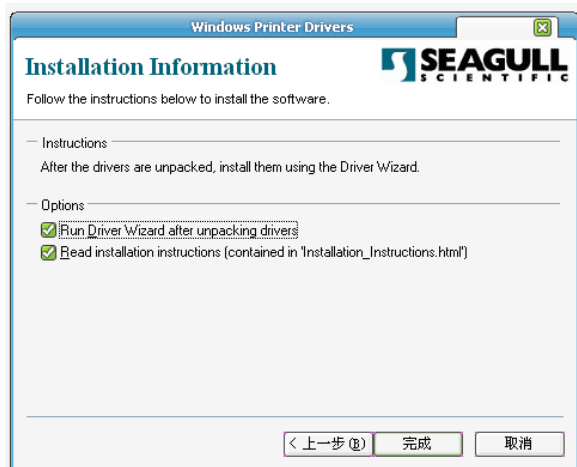 Windows Printer Drivers
Installation Information
SEAGULL
SCIENTIFIC
Follow the instructions below to install the software.
Instructions
After the drivers are unpacked, install them using the Driver Wizard.
Options
Run Driver Wizard after unpacking drivers
Read installation instructions (contained in 'Installation_Instructions.html')
< 上一步 (B) 完成 取消